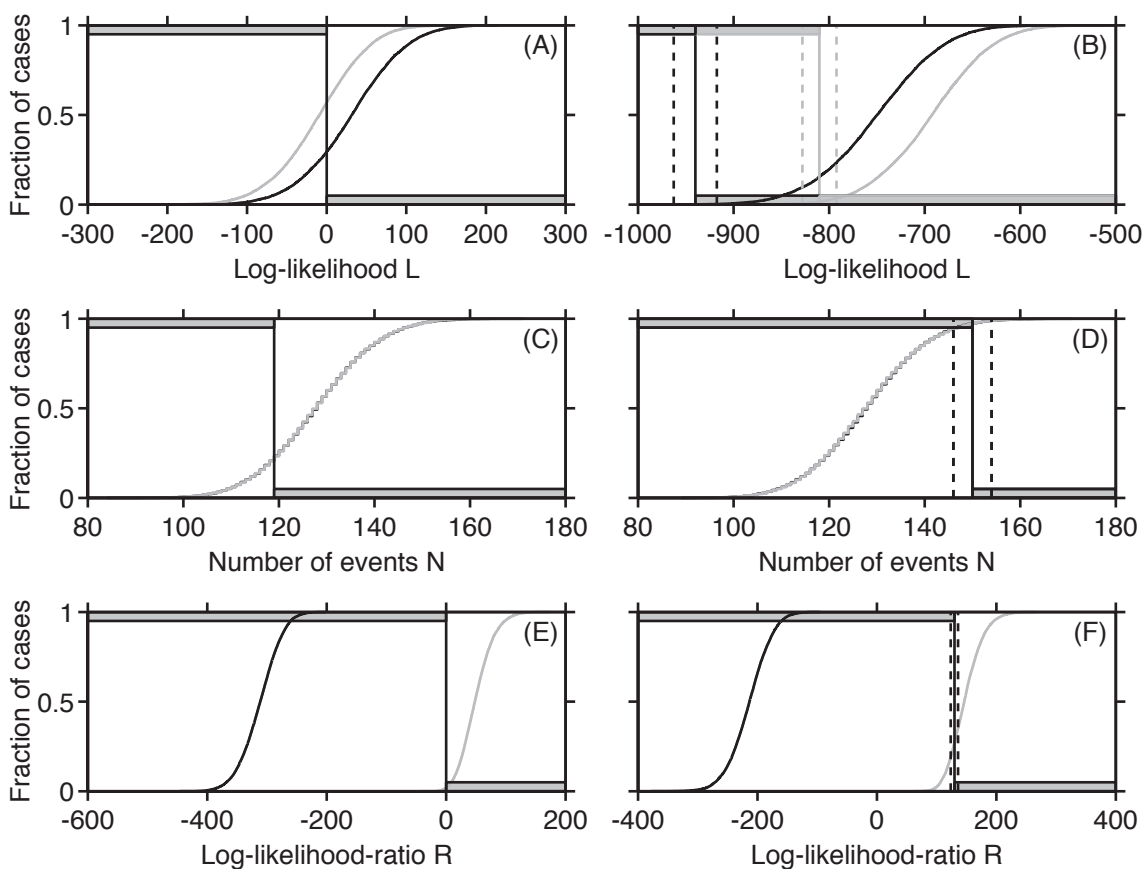 1
0.5
0
Fraction of cases
(A)
-300 -200 -100 0 100 200 300
Log-likelihood L
(B)
-1000 -900 -800 -700 -600 -500
Log-likelihood L
1
0.5
0
Fraction of cases
(C)
80 100 120 140 160 180
Number of events N
(D)
80 100 120 140 160 180
Number of events N
1
0.5
0
Fraction of cases
(E)
-600 -400 -200 0 200
Log-likelihood-ratio R
(F)
-400 -200 0 200 400
Log-likelihood-ratio R